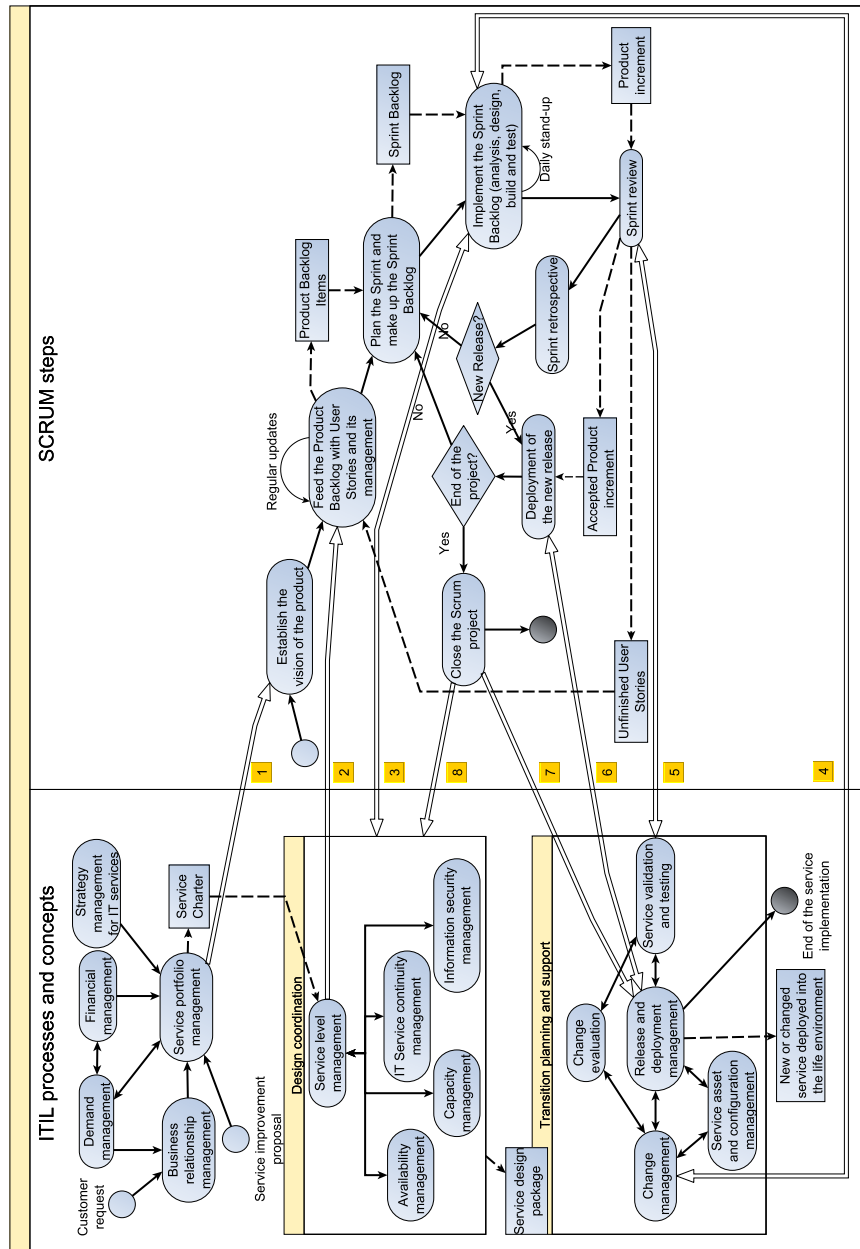 ITIL processes and concepts
SCRUM steps
Customer
request
Demand
management
Financial
management
Strategy
management
for IT services
Business
relationship
management
Service portfolio
management
Service
Charter
Service improvement
proposal
1
Establish the
vision of the product
Regular updates
Feed the Product
Backlog with User
Stories and its
management
Product Backlog
Items
Plan the Sprint and
make up the Sprint
Backlog
Sprint Backlog
Implement the Sprint
Backlog (analysis, design,
build and test)
Daily stand-up
Product
increment
Sprint review
Sprint retrospective
New Release?
No
Yes
No
End of the
project?
Yes
Deployment of
the new release
Accepted Product
increment
Close the Scrum
project
Unfinished User
Stories
2
3
8
7
6
5
4
Design coordination
Service level
management
Availability
management
Capacity
management
IT Service continuity
management
Information security
management
Service design
package
Transition planning and support
Change
management
Change
evaluation
Service asset
and configuration
management
Release and
deployment
management
Service validation
and testing
New or changed
service deployed into
the life environment
End of the service
implementation